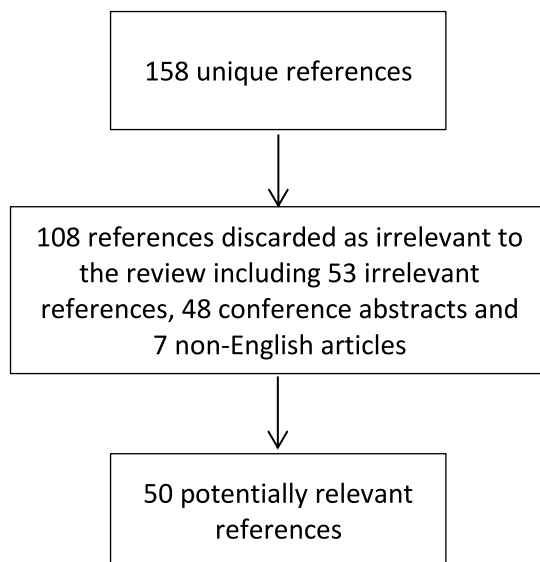 158 unique references
108 references discarded as irrelevant to
the review including 53 irrelevant
references, 48 conference abstracts and
7 non-English articles
50 potentially relevant
references